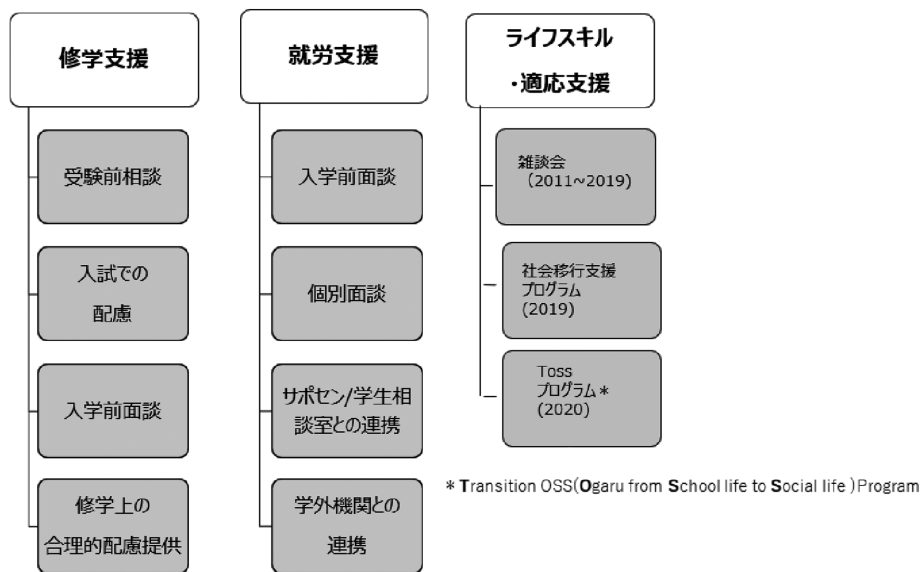 修学支援
受験前相談
入試での
配慮
入学前面談
修学上の
合理的配慮提供
就労支援
入学前面談
個別面談
サポセン/学生相
談室との連携
学外機関との
連携
ライフスキル
・適応支援
雑談会
（2011~2019）
社会移行支援
プログラム
(2019)
Toss
プログラム＊
(2020)
＊Transition OSS(Ogaru from School life to Social life )Program